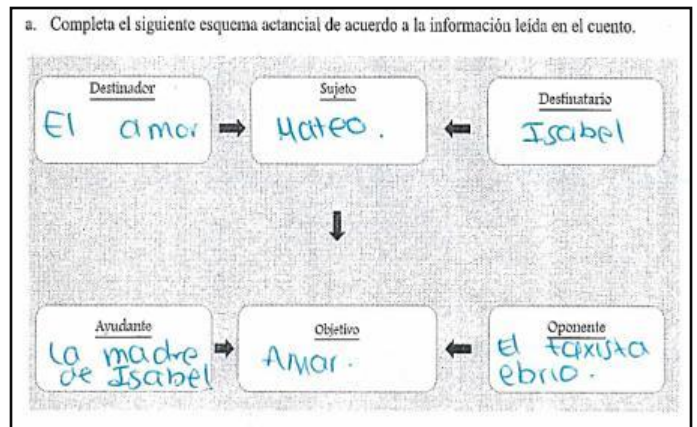 a. Completa el siguiente esquema actancial de acuerdo a la información leída en el cuento.
Destinador
El amor
Sujeto
Mateo.
Destinatario
Isabel
Ayudante
La madre
de Isabel
Objetivo
Amar.
Oponente
El taxista
ebrio.